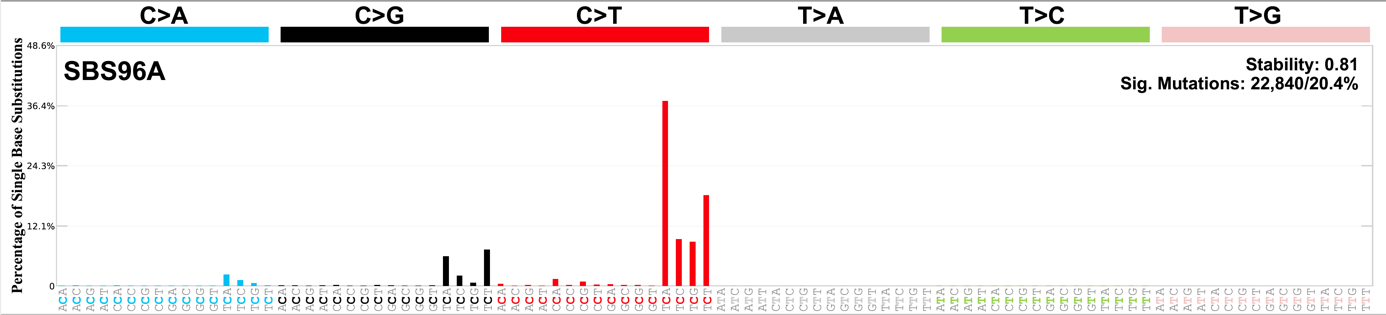 C>A C>G C>T T>A T>C T>G
48.6%
SBS96A
Stability: 0.81
Sig. Mutations: 22,840/20.4%
36.4%
24.3%
12.1%
0
Percentage of Single Base Substitutions
ACA ACC ACG ACT CCA CCC CCG CCT GCA GCC GCG GCT TCA TCC TCG TCT ACA ACC ACG ACT CCA CCC CCG CCT GCA GCC GCG GCT TCA TCC TCG TCT ACA ACC ACG ACT CCA CCC CCG CCT GCA GCC GCG GCT TCA TCC TCG TCT ATA ATC ATG ATT CTA CTC CTG CTT GTA GTC GTG GTT TTA TTC TTG TTT ATA ATC ATG ATT CTA CTC CTG CTT GTA GTC GTG GTT TTA TTC TTG TTT ATA ATC ATG ATT CTA CTC CTG CTT GTA GTC GTG GTT TTA TTC TTG TTT